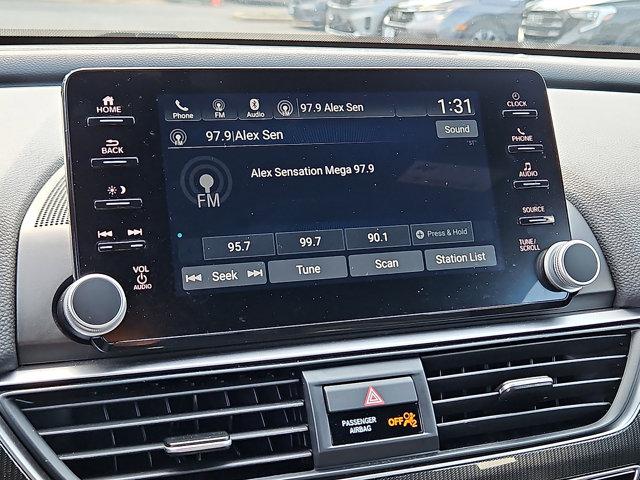 HOME
BACK
VOL
AUDIO
Phone
FM
Audio
97.9 Alex Sen
1:31
97.9|Alex Sen
Sound
ST
FM
Alex Sensation Mega 97.9
95.7
99.7
90.1
Press & Hold
Seek
Tune
Scan
Station List
CLOCK
PHONE
AUDIO
SOURCE
TUNE/
SCROLL
PASSENGER
AIRBAG
OFF
2